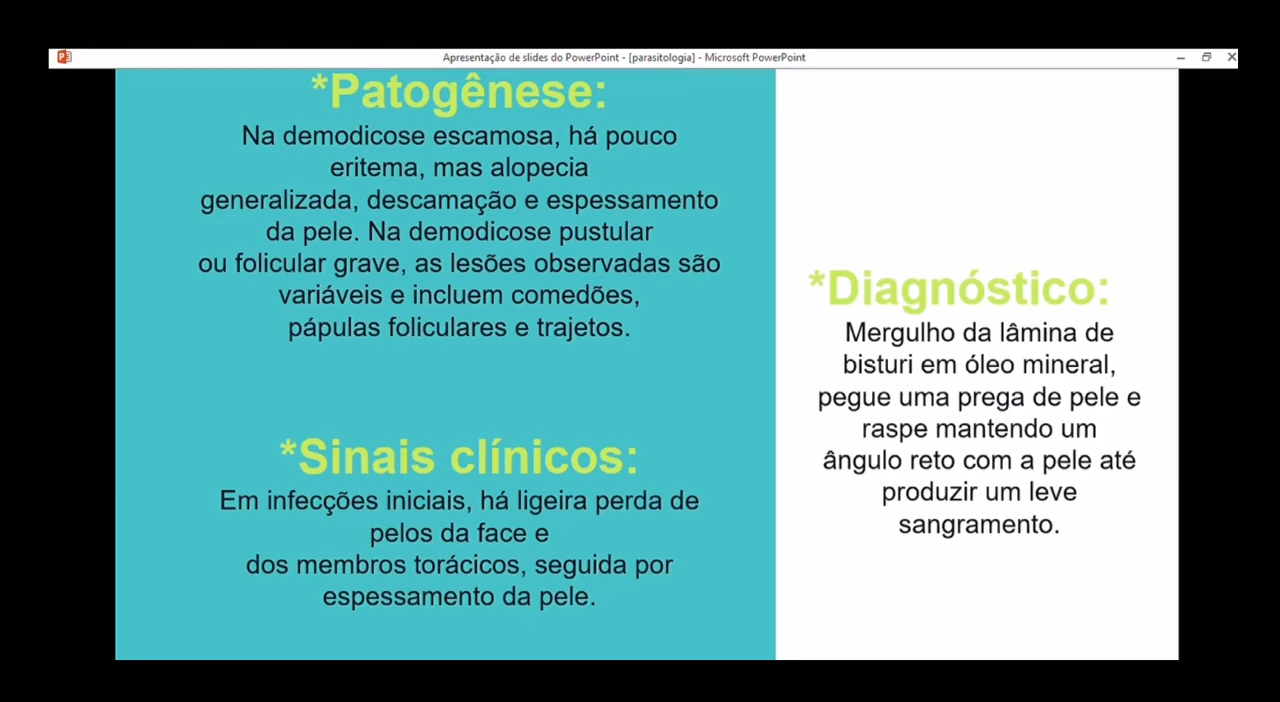 Apresentação de slides do PowerPoint - [parasitologia] - Microsoft PowerPoint
*Patogênese:
Na demodicose escamosa, há pouco
eritema, mas alopecia
generalizada, descamação e espessamento
da pele. Na demodicose pustular
ou folicular grave, as lesões observadas são
variáveis e incluem comedões,
pápulas foliculares e trajetos.
*Sinais clínicos:
Em infecções iniciais, há ligeira perda de
pelos da face e
dos membros torácicos, seguida por
espessamento da pele.
*Diagnóstico:
Mergulho da lâmina de
bisturi em óleo mineral,
pegue uma prega de pele e
raspe mantendo um
ângulo reto com a pele até
produzir um leve
sangramento.